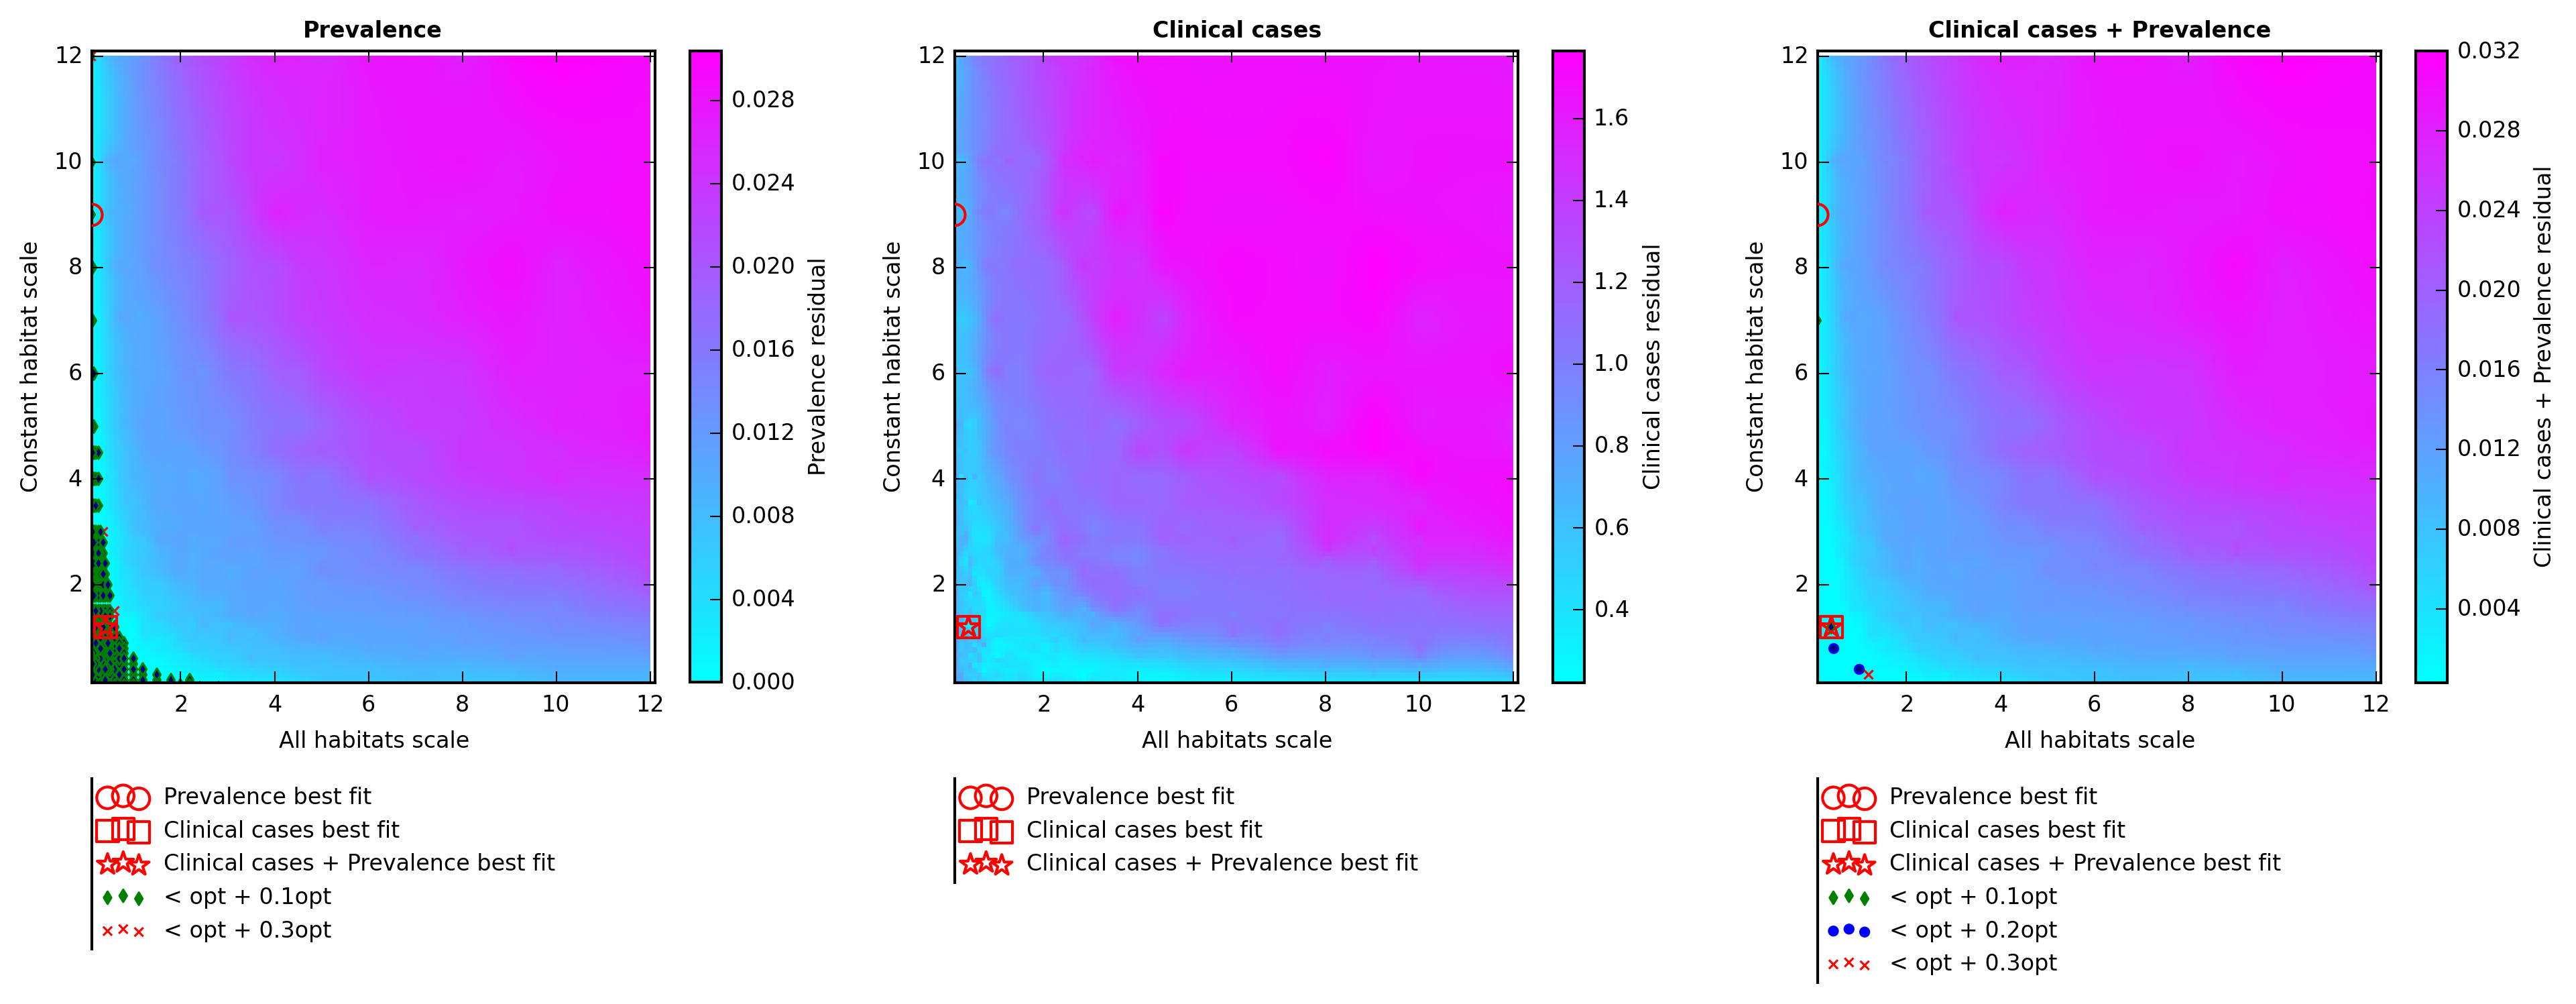 Prevalence
12
10
8
6
4
2
2 4 6 8 10 12
Constant habitat scale
All habitats scale
0.028
0.024
0.020
0.016
0.012
0.008
0.004
0.000
Prevalence residual
Prevalence best fit
Clinical cases best fit
Clinical cases + Prevalence best fit
< opt + 0.1opt
< opt + 0.3opt
Clinical cases
12
10
8
6
4
2
2 4 6 8 10 12
Constant habitat scale
All habitats scale
1.6
1.4
1.2
1.0
0.8
0.6
0.4
Clinical cases residual
Prevalence best fit
Clinical cases best fit
Clinical cases + Prevalence best fit
Clinical cases + Prevalence
12
10
8
6
4
2
2 4 6 8 10 12
Constant habitat scale
All habitats scale
0.032
0.028
0.024
0.020
0.016
0.012
0.008
0.004
Clinical cases + Prevalence residual
Prevalence best fit
Clinical cases best fit
Clinical cases + Prevalence best fit
< opt + 0.1opt
< opt + 0.2opt
< opt + 0.3opt